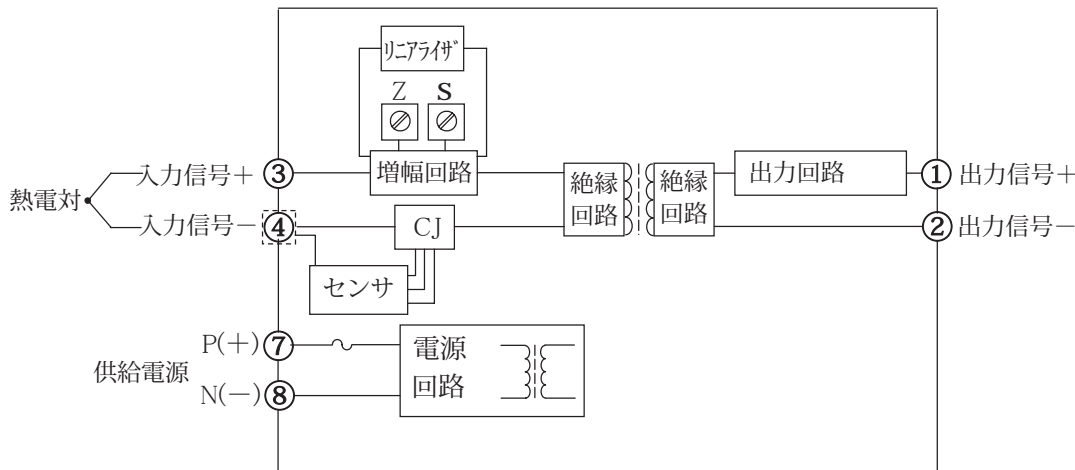 リニアライザ
Z
S
熱電対
入力信号+
③
増幅回路
絶縁
回路
絶縁
回路
出力回路
①
出力信号+
入力信号−
④
CJ
②
出力信号−
センサ
供給電源
P(+)
⑦
N(−)
⑧
電源
回路